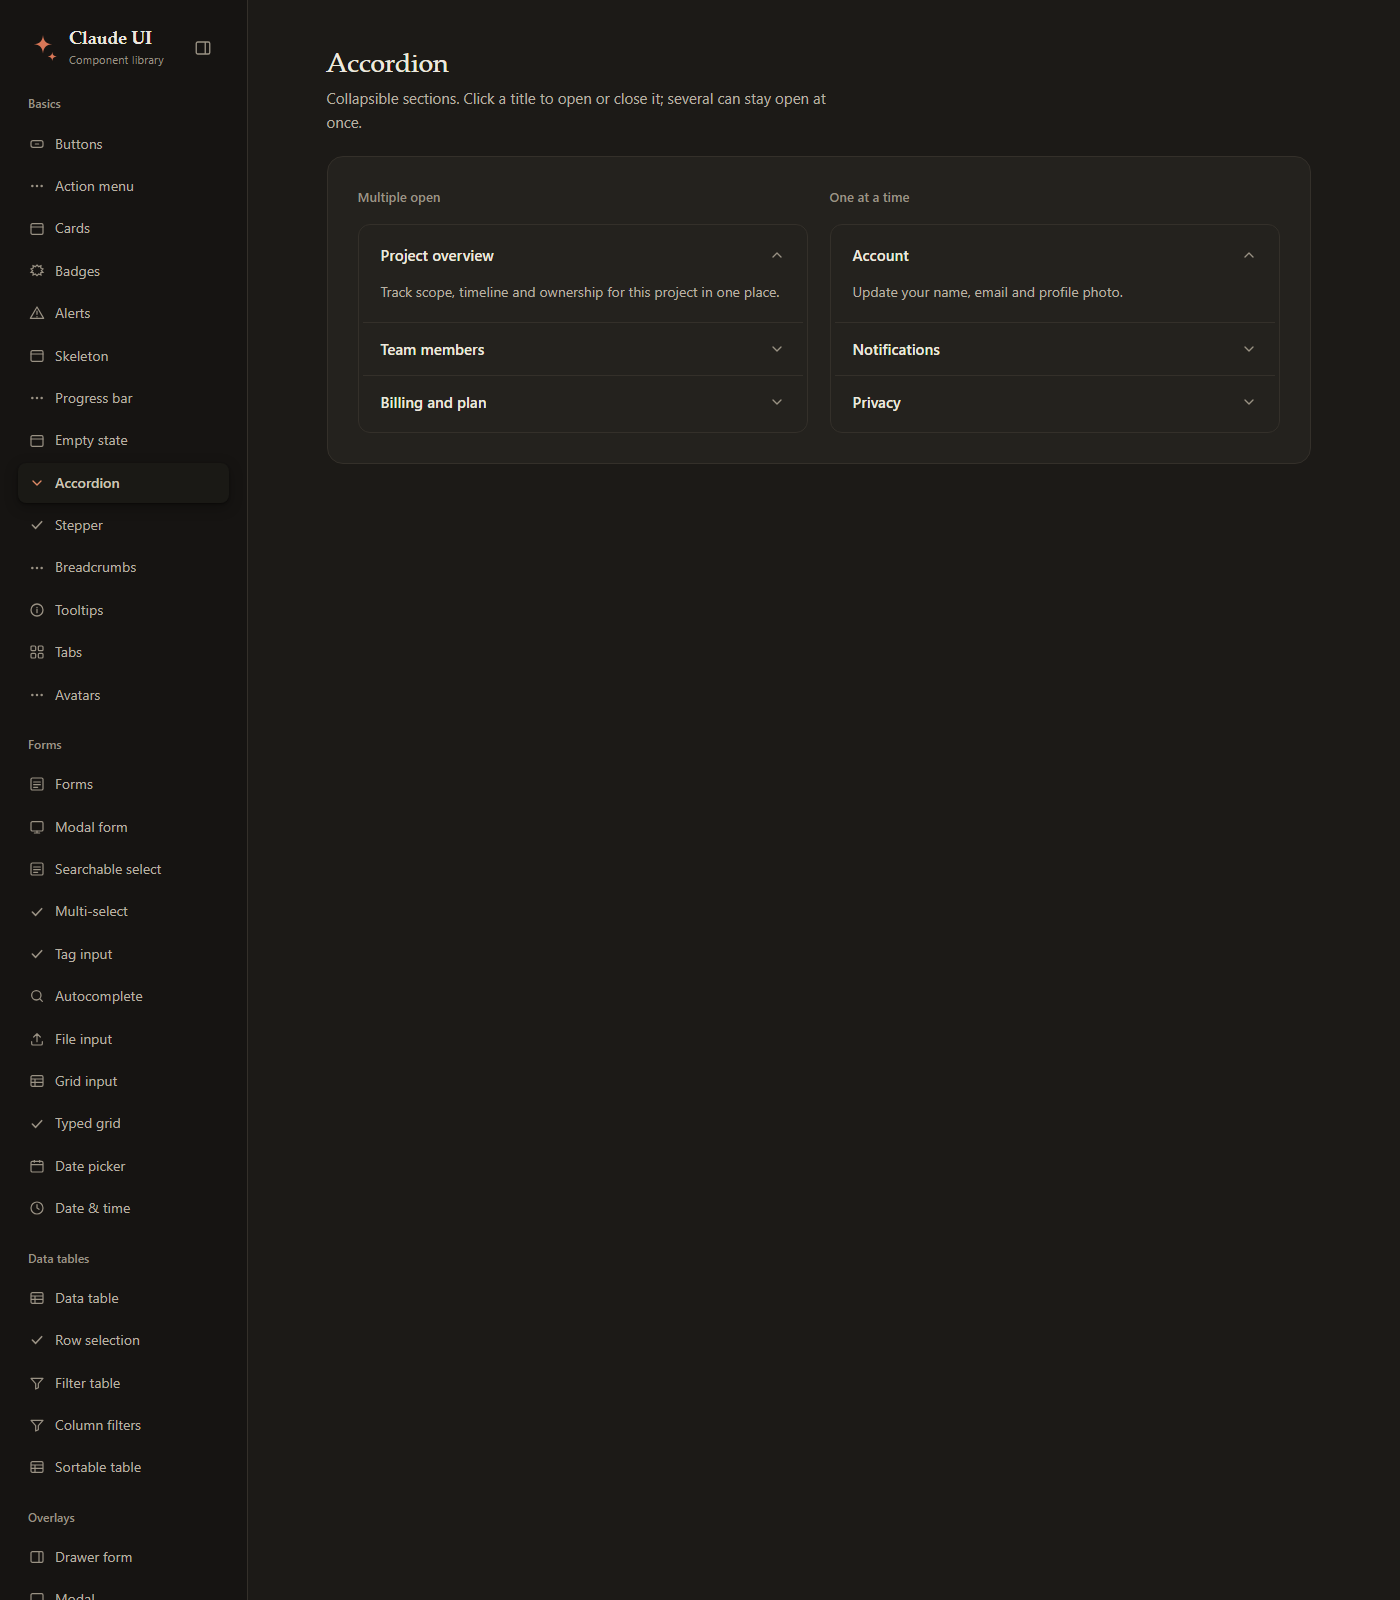 Claude UI
Component library
Basics
Buttons
Action menu
Cards
Badges
Alerts
Skeleton
Progress bar
Empty state
Accordion
Stepper
Breadcrumbs
Tooltips
Tabs
Avatars
Forms
Forms
Modal form
Searchable select
Multi-select
Tag input
Autocomplete
File input
Grid input
Typed grid
Date picker
Date & time
Data tables
Data table
Row selection
Filter table
Column filters
Sortable table
Overlays
Drawer form
Modal
Accordion
Collapsible sections. Click a title to open or close it; several can stay open at
once.
Multiple open
Project overview
Track scope, timeline and ownership for this project in one place.
Team members
Billing and plan
One at a time
Account
Update your name, email and profile photo.
Notifications
Privacy